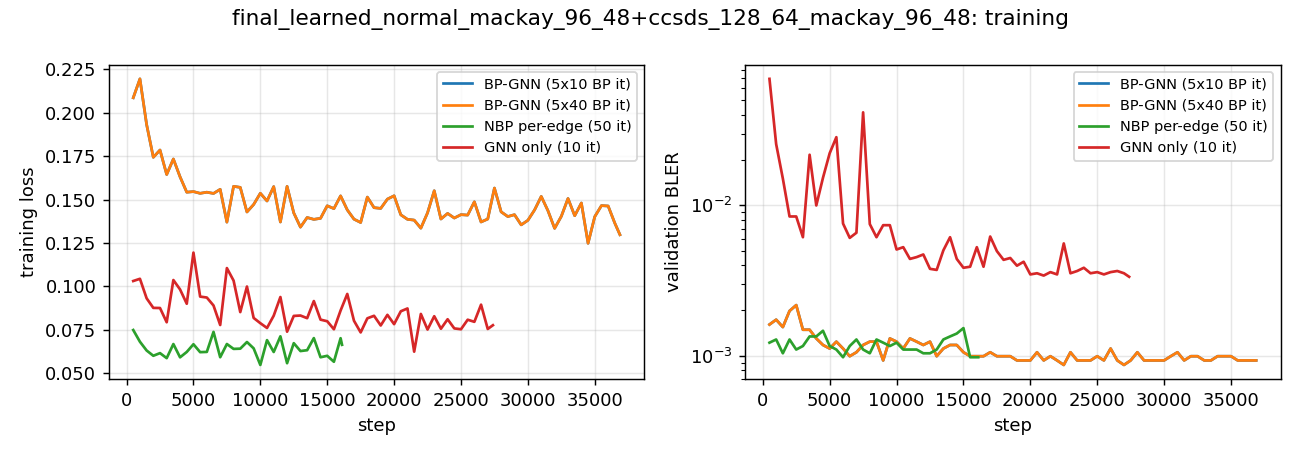 final_learned_normal_mackay_96_48+ccsds_128_64_mackay_96_48: training
training loss
0.225
0.200
0.175
0.150
0.125
0.100
0.075
0.050
BP-GNN (5x10 BP it)
BP-GNN (5x40 BP it)
NBP per-edge (50 it)
GNN only (10 it)
0 5000 10000 15000 20000 25000 30000 35000
step
validation BLER
10⁻²
10⁻³
BP-GNN (5x10 BP it)
BP-GNN (5x40 BP it)
NBP per-edge (50 it)
GNN only (10 it)
0 5000 10000 15000 20000 25000 30000 35000
step